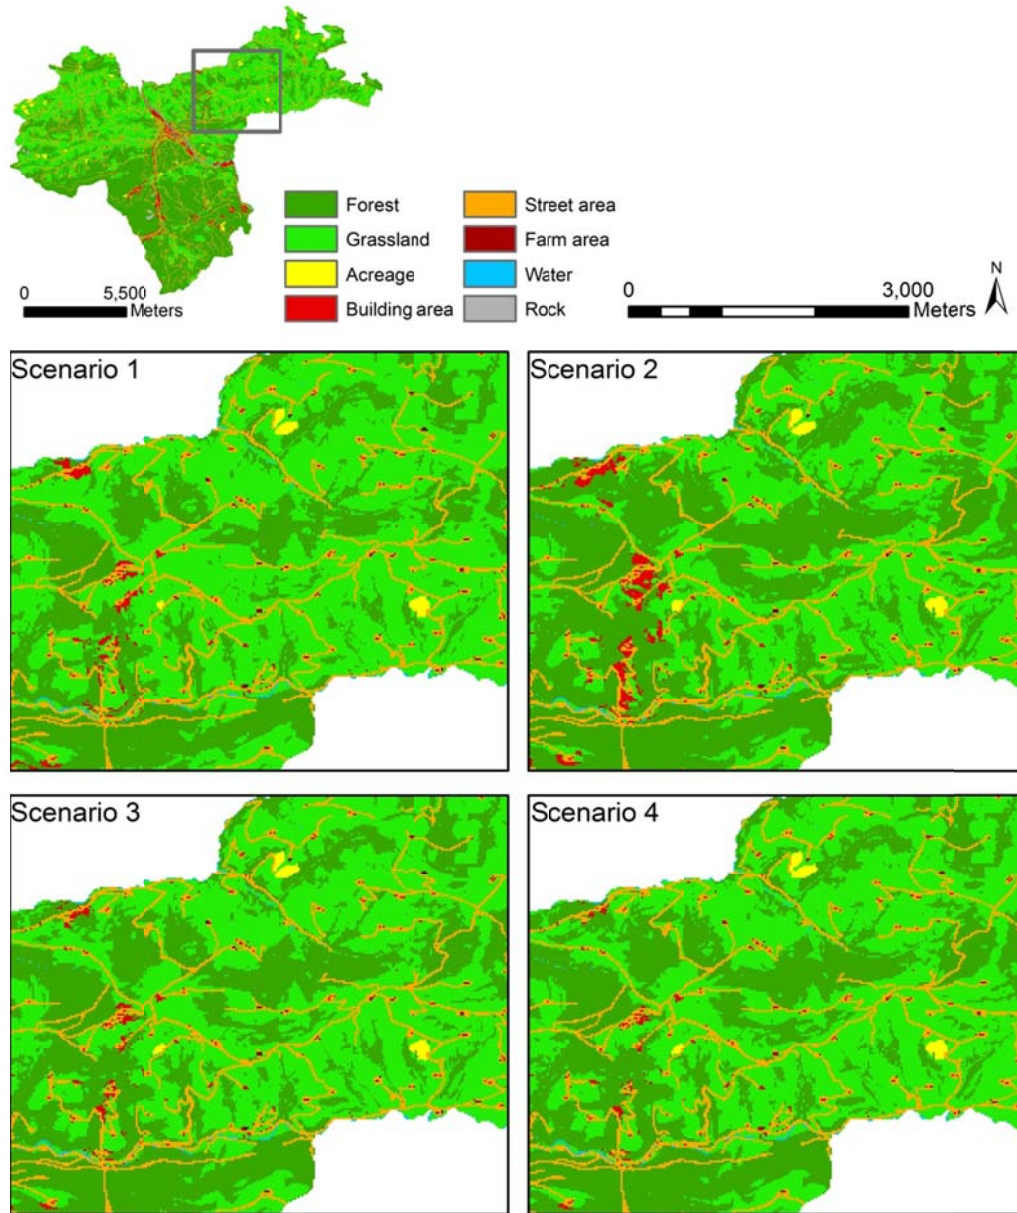 Forest
Grassland
Acreage
Building area
Street area
Farm area
Water
Rock
0 5,500
Meters
0 3,000
Meters
N
Scenario 1
Scenario 2
Scenario 3
Scenario 4